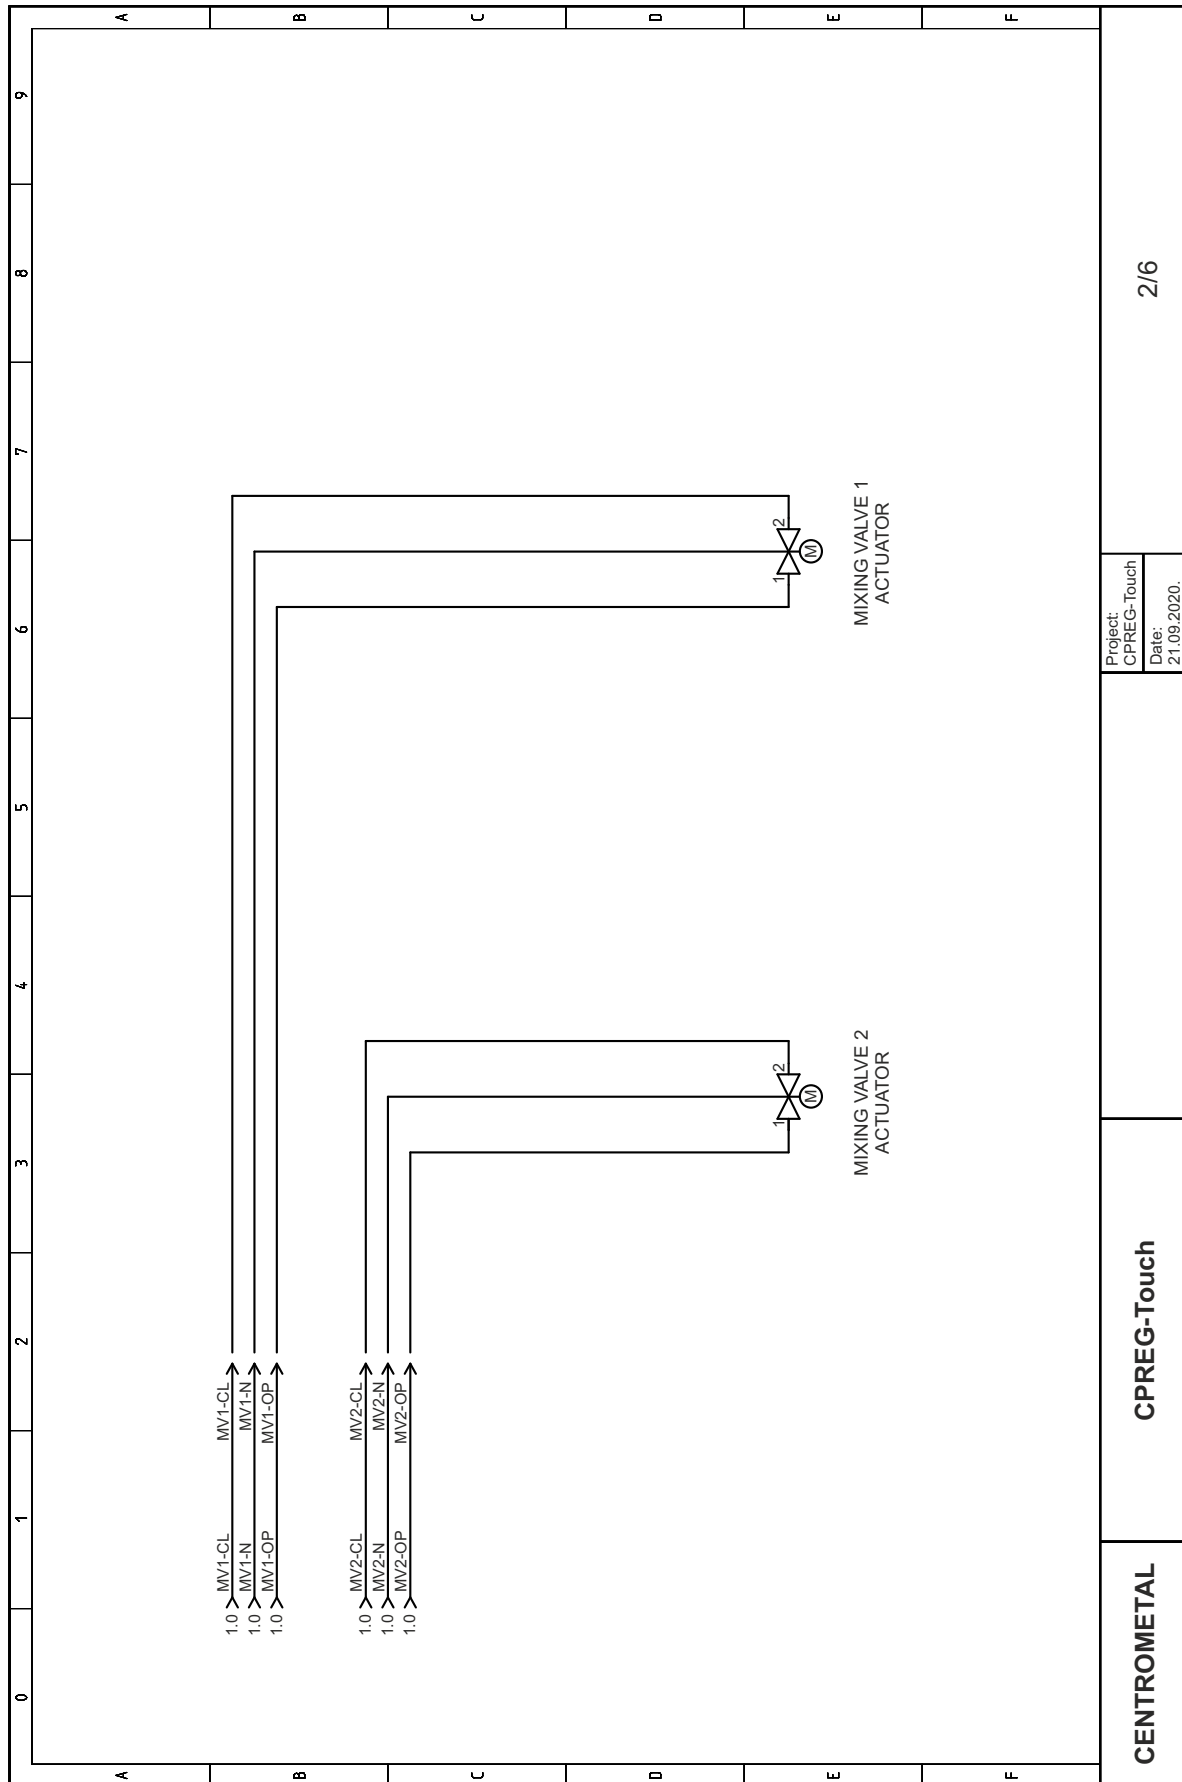 0 1 2 3 4 5 6 7 8 9
A
B
C
D
E
F
A
B
C
D
E
F
1.0 MV1-CL MV1-CL
1.0 MV1-N MV1-N
1.0 MV1-OP MV1-OP
1.0 MV2-CL MV2-CL
1.0 MV2-N MV2-N
1.0 MV2-OP MV2-OP
1 2
M
MIXING VALVE 2
ACTUATOR
1 2
M
MIXING VALVE 1
ACTUATOR
CENTROMETAL
CPREG-Touch
Project:
CPREG-Touch
Date:
21.09.2020.
2/6